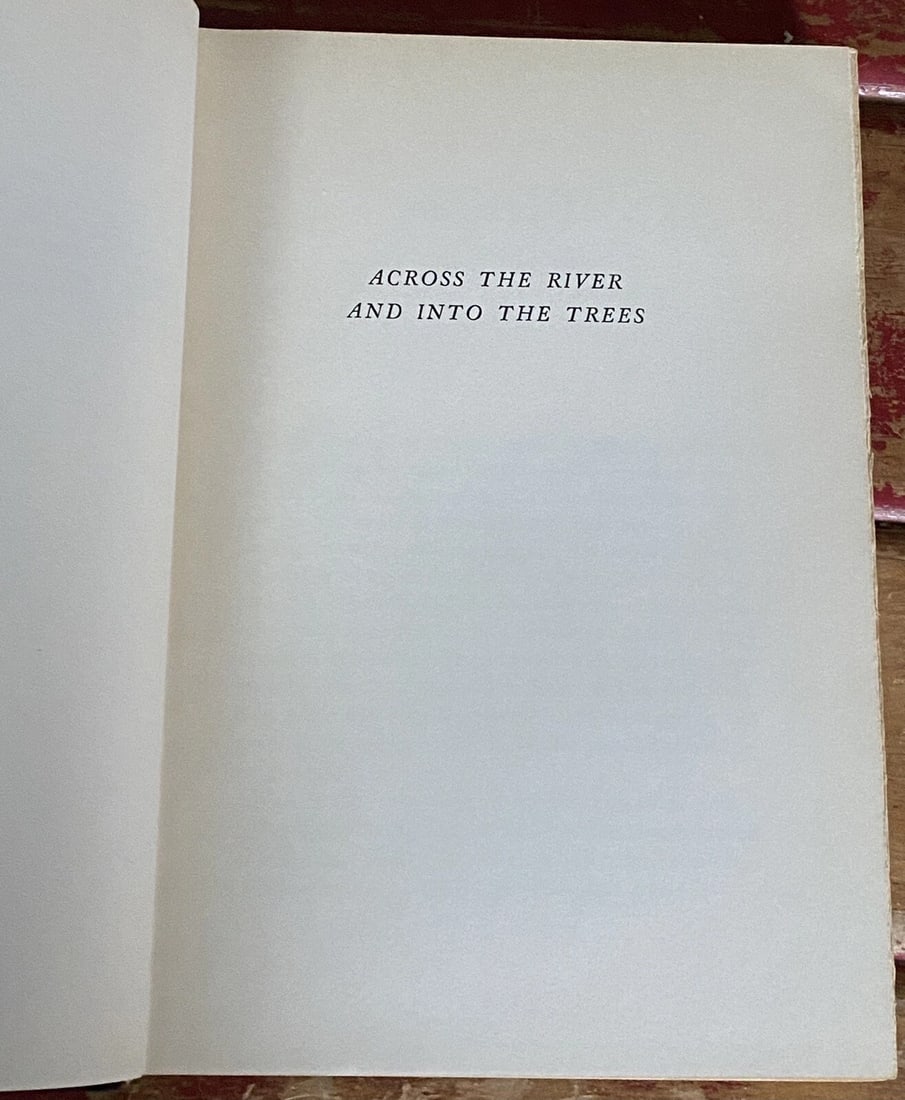 ACROSS THE RIVER
AND INTO THE TREES